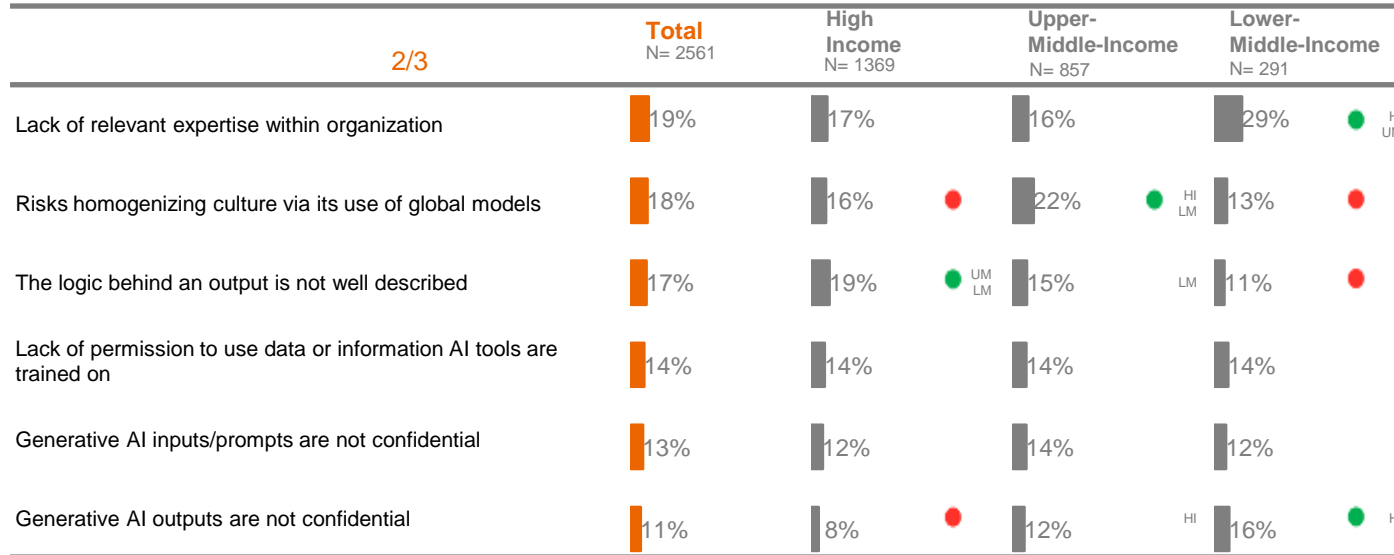 2/3
Total
N= 2561
High
Income
N= 1369
Upper-
Middle-Income
N= 857
Lower-
Middle-Income
N= 291
Lack of relevant expertise within organization
19%
17%
16%
29%
Risks homogenizing culture via its use of global models
18%
16%
22%
HI
LM
13%
The logic behind an output is not well described
17%
19%
UM
LM
15%
LM
11%
Lack of permission to use data or information AI tools are
trained on
14%
14%
14%
14%
Generative AI inputs/prompts are not confidential
13%
12%
14%
12%
Generative AI outputs are not confidential
11%
8%
12%
HI
16%